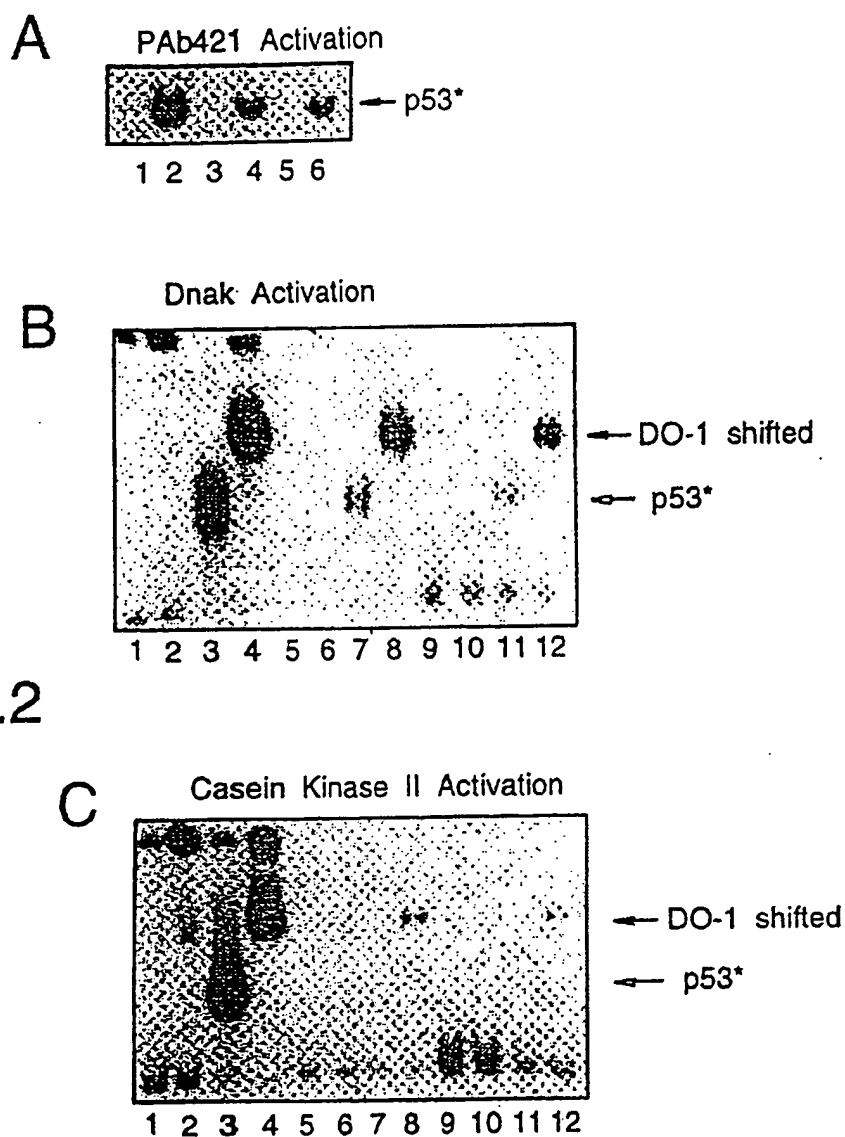 A
PAb421 Activation
p53*
1 2 3 4 5 6
Dnak Activation
B
DO-1 shifted
p53*
1 2 3 4 5 6 7 8 9 10 11 12
.2
Casein Kinase II Activation
C
DO-1 shifted
p53*
1 2 3 4 5 6 7 8 9 10 11 12